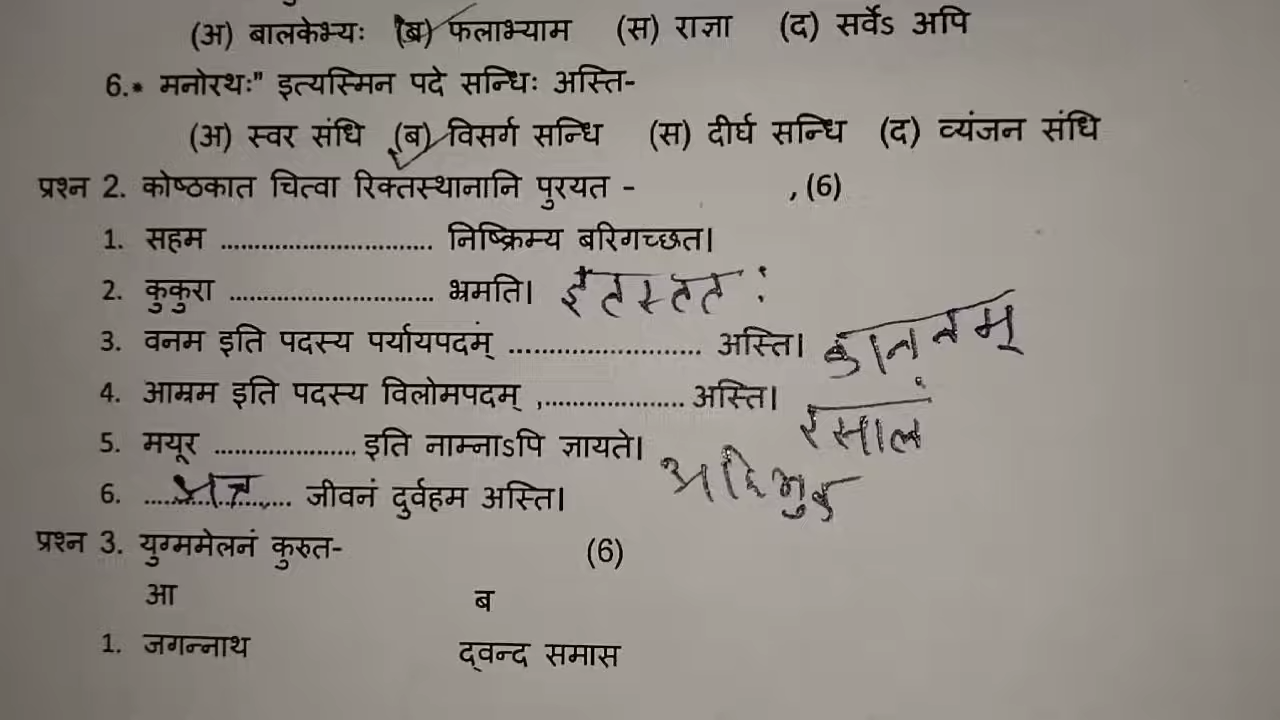 (अ) बालकेभ्यः (ब) फलाभ्याम (स) राज्ञा (द) सर्वेऽ अपि
6.• मनोरथः" इत्यस्मिन पदे सन्धिः अस्ति-
(अ) स्वर संधि (ब) विसर्ग सन्धि (स) दीर्घ सन्धि (द) व्यंजन संधि
प्रश्न 2. कोष्ठकात चित्वा रिक्तस्थानानि पुरयत - , (6)
1. सहम ............................ निष्क्रिम्य बरिगच्छत।
2. कुकुरा ............................ भ्रमति। इतस्ततः
3. वनम इति पदस्य पर्यायपदम्ं .......................... अस्ति। काननम्
4. आम्रम इति पदस्य विलोमपदम् ,................... अस्ति। रसालं
5. मयूर ................... इति नाम्नाऽपि ज्ञायते। अहिभुक
6. ...अत्र... जीवनं दुर्वहम अस्ति।
प्रश्न 3. युग्ममेलनं कुरुत- (6)
आ ब
1. जगन्नाथ द्वन्द समास